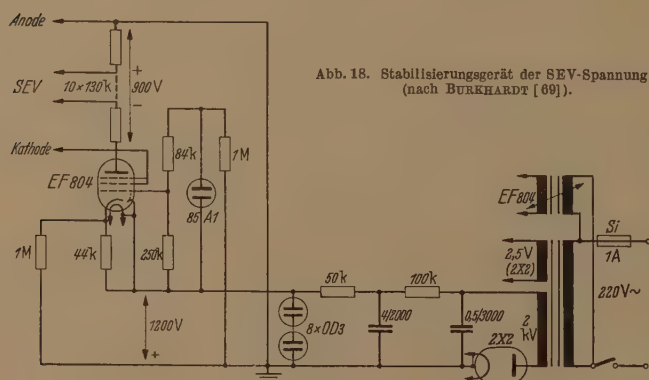 Anode
Abb. 18. Stabilisierungsgerät der SEV-Spannung
(nach BURKHARDT [69]).
+
SEV
10×130k
900V
−
Kathode
84k
1M
EF804
85 A1
EF804
Si
1A
1M
44k
250k
2,5V
(2X2)
220V~
50k
100k
1200V
8×OD3
4/2000
0,5/3000
2
kV
+
2X2